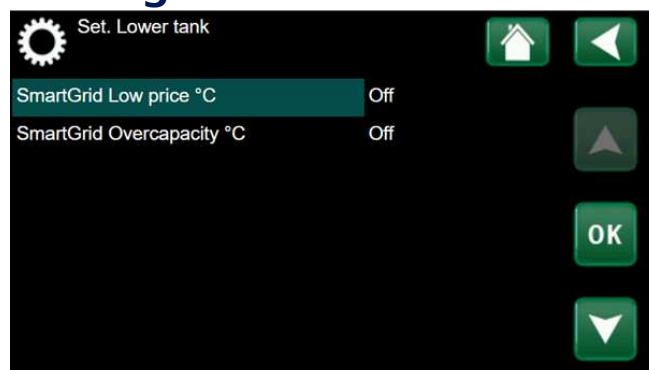 Set. Lower tank
SmartGrid Low price °C Off
SmartGrid Overcapacity °C Off
OK